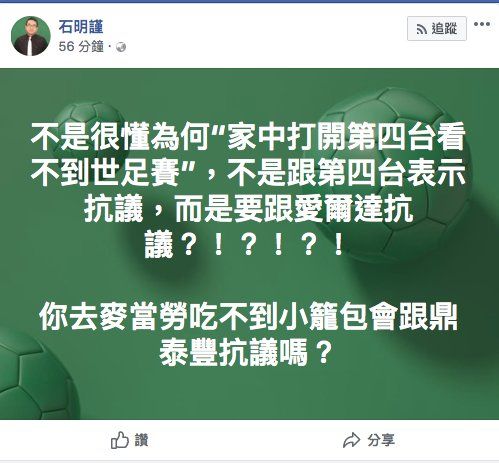 石明謹
56 分鐘 ·
追蹤
不是很懂為何"家中打開第四台看
不到世足賽"，不是跟第四台表示
抗議，而是要跟愛爾達抗
議？！？！？！
你去麥當勞吃不到小籠包會跟鼎
泰豐抗議嗎？
讚
分享